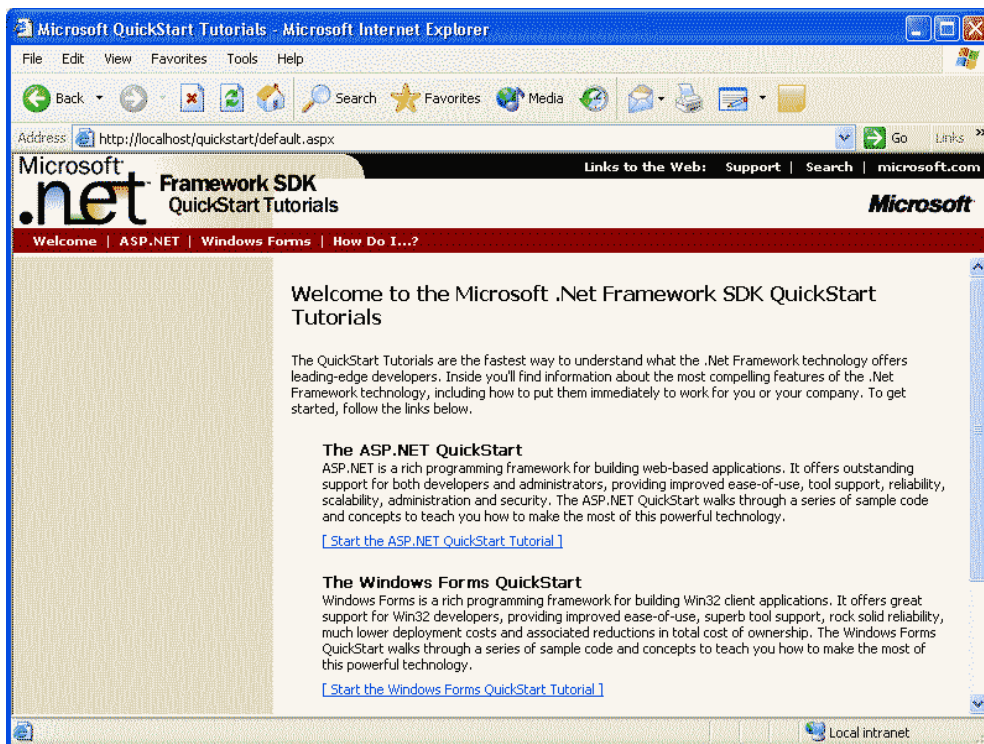 Microsoft QuickStart Tutorials - Microsoft Internet Explorer
File Edit View Favorites Tools Help
Back Search Favorites Media
Address http://localhost/quickstart/default.aspx Go Links »
Microsoft Links to the Web: Support | Search | microsoft.com
.net Framework SDK
QuickStart Tutorials Microsoft
Welcome | ASP.NET | Windows Forms | How Do I...?
Welcome to the Microsoft .Net Framework SDK QuickStart
Tutorials
The QuickStart Tutorials are the fastest way to understand what the .Net Framework technology offers
leading-edge developers. Inside you'll find information about the most compelling features of the .Net
Framework technology, including how to put them immediately to work for you or your company. To get
started, follow the links below.
The ASP.NET QuickStart
ASP.NET is a rich programming framework for building web-based applications. It offers outstanding
support for both developers and administrators, providing improved ease-of-use, tool support, reliability,
scalability, administration and security. The ASP.NET QuickStart walks through a series of sample code
and concepts to teach you how to make the most of this powerful technology.
[ Start the ASP.NET QuickStart Tutorial ]
The Windows Forms QuickStart
Windows Forms is a rich programming framework for building Win32 client applications. It offers great
support for Win32 developers, providing improved ease-of-use, superb tool support, rock solid reliability,
much lower deployment costs and associated reductions in total cost of ownership. The Windows Forms
QuickStart walks through a series of sample code and concepts to teach you how to make the most of
this powerful technology.
[ Start the Windows Forms QuickStart Tutorial ]
Local intranet